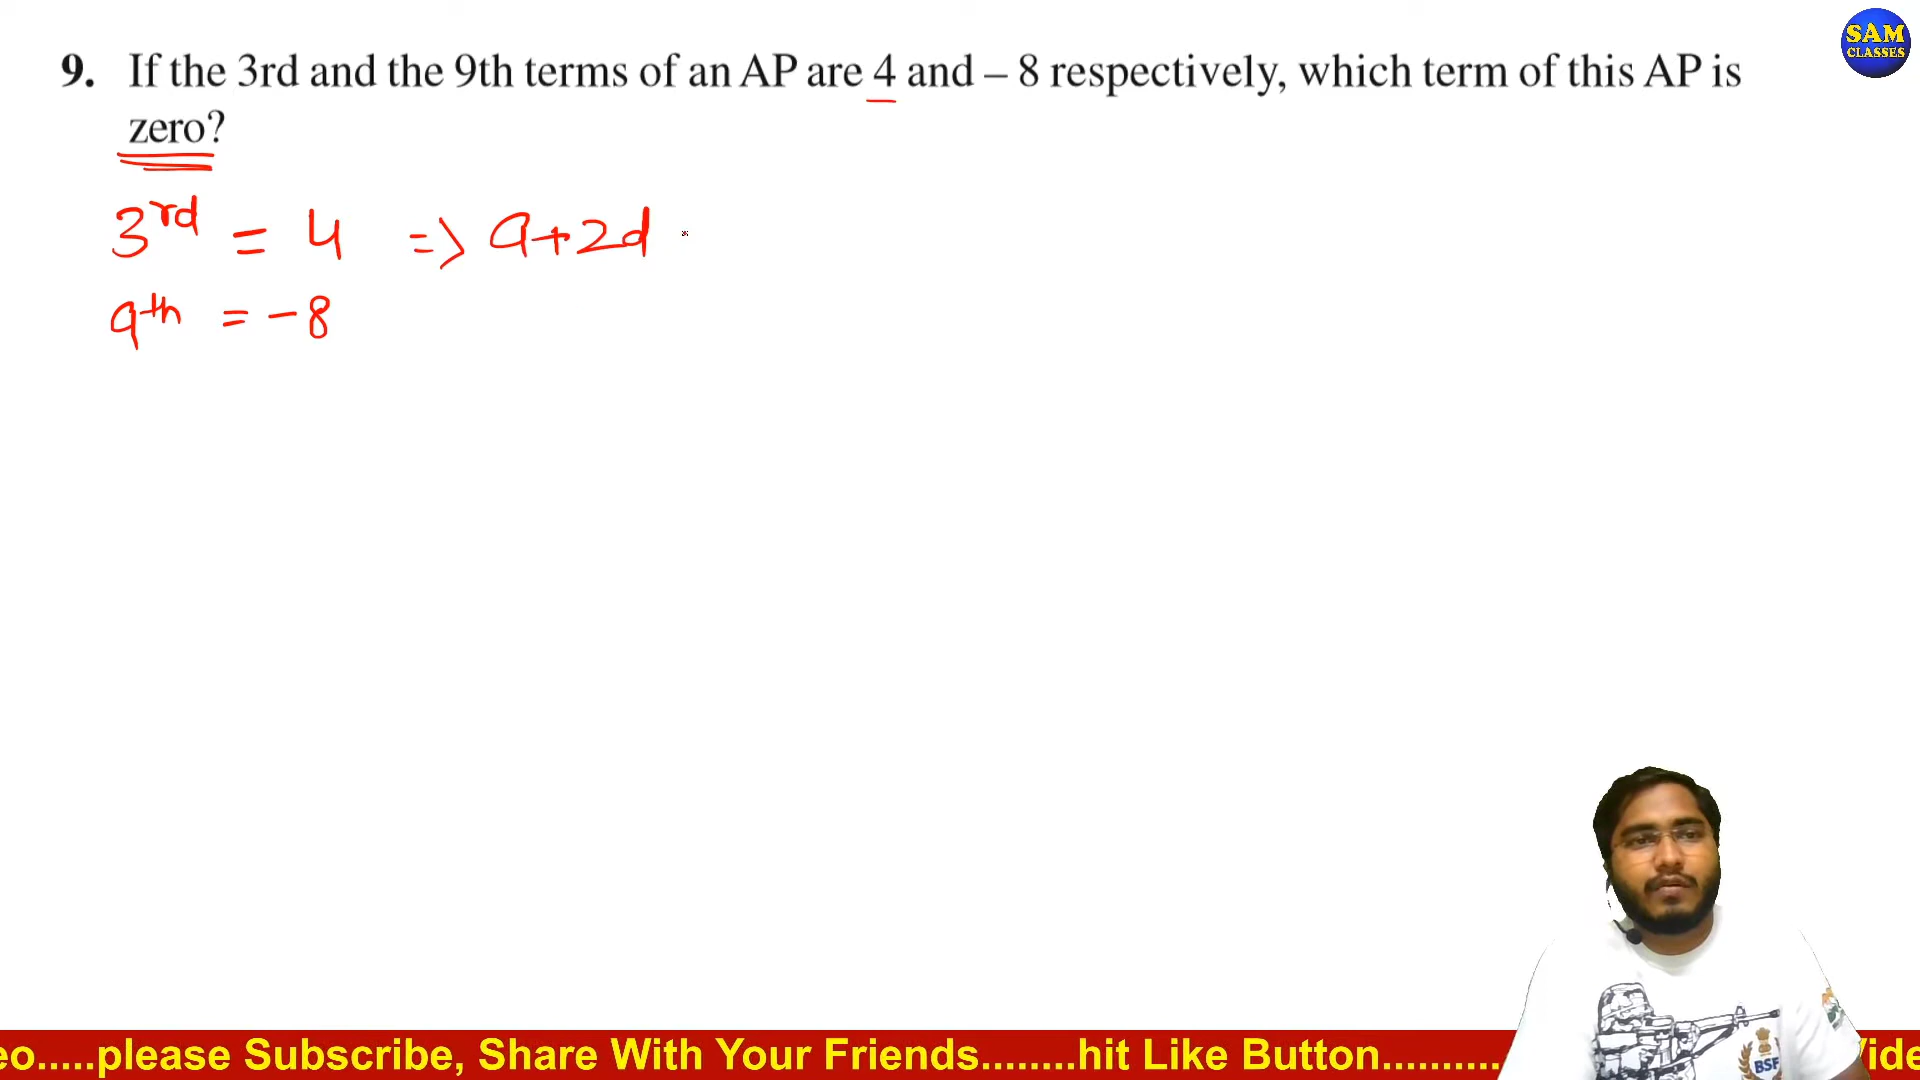 SAM
CLASSES
9. If the 3rd and the 9th terms of an AP are 4 and – 8 respectively, which term of this AP is
zero?
3rd = 4 => a+2d
9th = -8
eo.....please Subscribe, Share With Your Friends........hit Like Button..........
BSF
Vide